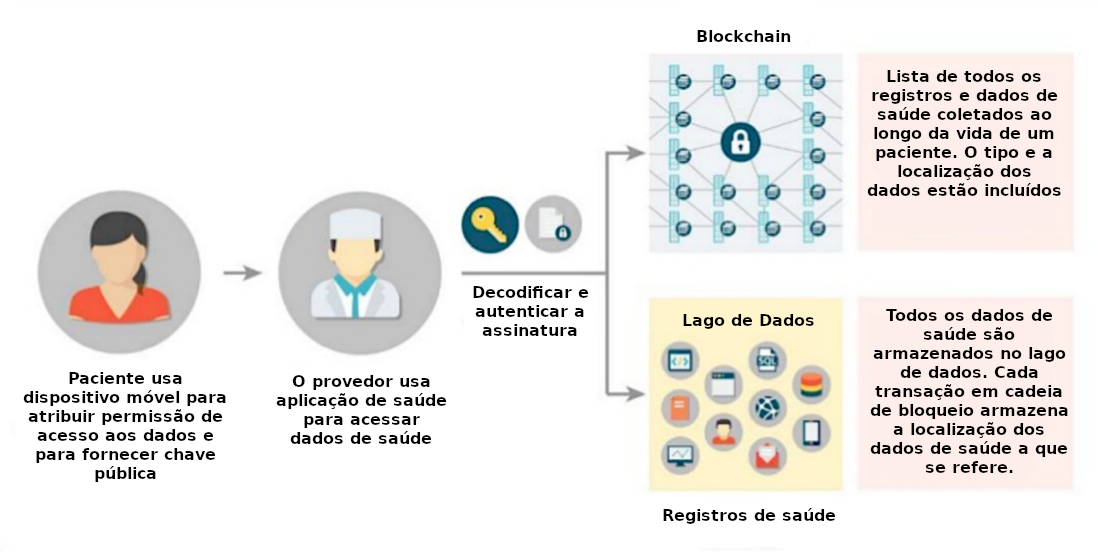 Blockchain
Lista de todos os
registros e dados de
saúde coletados ao
longo da vida de um
paciente. O tipo e a
localização dos
dados estão incluídos
Decodificar e
autenticar a
assinatura
Lago de Dados
SQL
Todos os dados de
saúde são
armazenados no lago
de dados. Cada
transação em cadeia
de bloqueio armazena
a localização dos
dados de saúde a que
se refere.
Registros de saúde
Paciente usa
dispositivo móvel para
atribuir permissão de
acesso aos dados e
para fornecer chave
pública
O provedor usa
aplicação de saúde
para acessar
dados de saúde